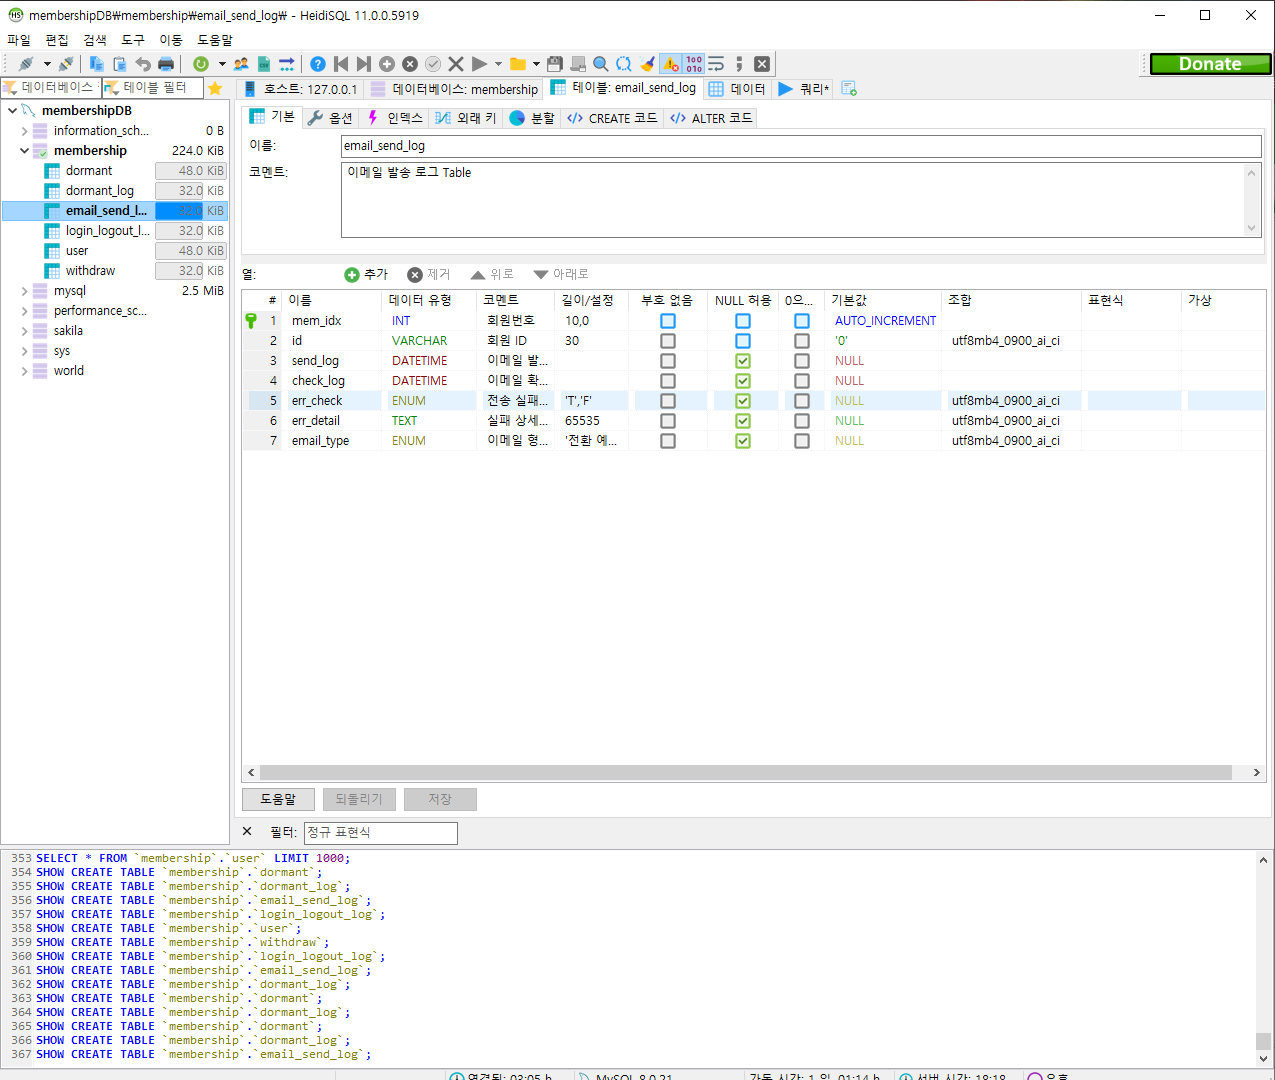 membershipDB₩membership₩email_send_log₩ - HeidiSQL 11.0.0.5919
파일 편집 검색 도구 이동 도움말
Donate
데이터베이스 테이블 필터
호스트: 127.0.0.1 데이터베이스: membership 테이블: email_send_log 데이터 쿼리*
membershipDB
information_sch... 0 B
membership 224.0 KiB
dormant 48.0 KiB
dormant_log 32.0 KiB
email_send_l... 32.0 KiB
login_logout_l... 32.0 KiB
user 48.0 KiB
withdraw 32.0 KiB
mysql 2.5 MiB
performance_sc...
sakila
sys
world
기본 옵션 인덱스 외래 키 분할 CREATE 코드 ALTER 코드
이름: email_send_log
코멘트: 이메일 발송 로그 Table
열: 추가 제거 위로 아래로
# 이름 데이터 유형 코멘트 길이/설정 부호 없음 NULL 허용 0으... 기본값 조합 표현식 가상
1 mem_idx INT 회원번호 10,0 AUTO_INCREMENT
2 id VARCHAR 회원 ID 30 '0' utf8mb4_0900_ai_ci
3 send_log DATETIME 이메일 발... NULL
4 check_log DATETIME 이메일 확... NULL
5 err_check ENUM 전송 실패... 'T','F' NULL utf8mb4_0900_ai_ci
6 err_detail TEXT 실패 상세... 65535 NULL utf8mb4_0900_ai_ci
7 email_type ENUM 이메일 형... '전환 예... NULL utf8mb4_0900_ai_ci
도움말 되돌리기 저장
필터: 정규 표현식
353 SELECT * FROM `membership`.`user` LIMIT 1000;
354 SHOW CREATE TABLE `membership`.`dormant`;
355 SHOW CREATE TABLE `membership`.`dormant_log`;
356 SHOW CREATE TABLE `membership`.`email_send_log`;
357 SHOW CREATE TABLE `membership`.`login_logout_log`;
358 SHOW CREATE TABLE `membership`.`user`;
359 SHOW CREATE TABLE `membership`.`withdraw`;
360 SHOW CREATE TABLE `membership`.`login_logout_log`;
361 SHOW CREATE TABLE `membership`.`email_send_log`;
362 SHOW CREATE TABLE `membership`.`dormant_log`;
363 SHOW CREATE TABLE `membership`.`dormant`;
364 SHOW CREATE TABLE `membership`.`dormant_log`;
365 SHOW CREATE TABLE `membership`.`dormant`;
366 SHOW CREATE TABLE `membership`.`dormant_log`;
367 SHOW CREATE TABLE `membership`.`email_send_log`;
연결됨: 03:05 h MySQL 8.0.21 가동 시간: 1 일, 01:14 h 서버 시간: 18:18 유휴